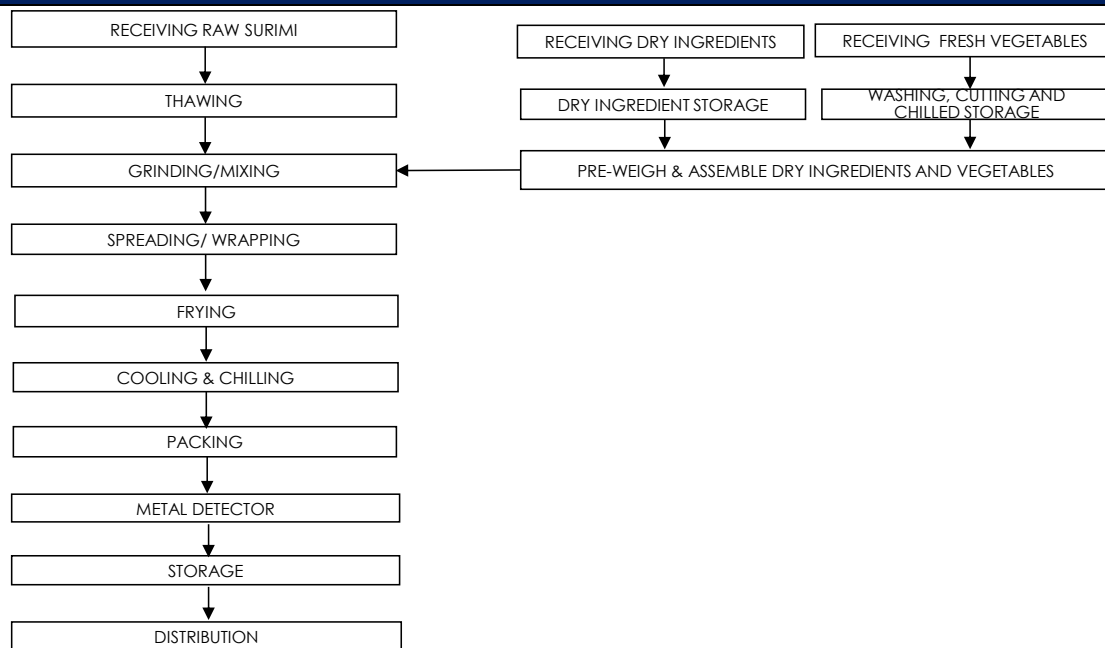 RECEIVING RAW SURIMI
THAWING
GRINDING/MIXING
SPREADING/ WRAPPING
FRYING
COOLING & CHILLING
PACKING
METAL DETECTOR
STORAGE
DISTRIBUTION
RECEIVING DRY INGREDIENTS
DRY INGREDIENT STORAGE
RECEIVING FRESH VEGETABLES
WASHING, CUTTING AND
CHILLED STORAGE
PRE-WEIGH & ASSEMBLE DRY INGREDIENTS AND VEGETABLES